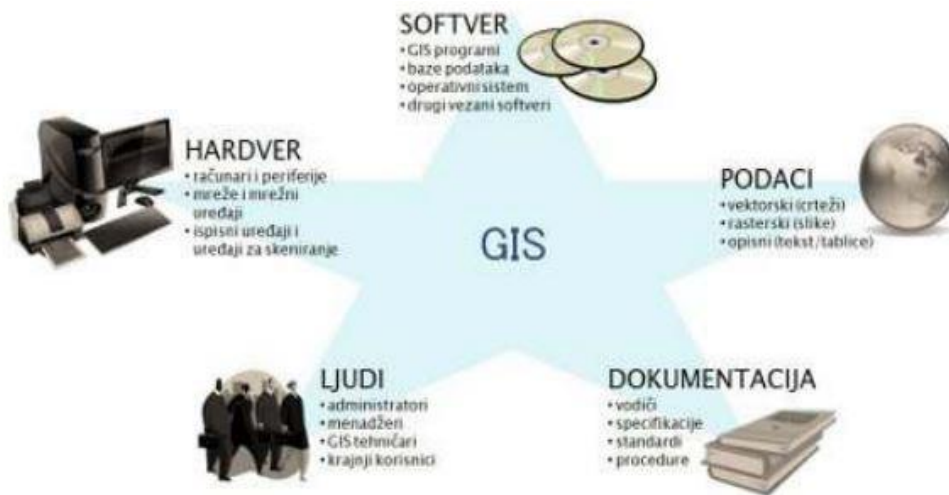 SOFTVER
• GIS programi
• baze podataka
• operativni sistem
• drugi vezani softveri
HARDVER
• računari i periferije
• mreže i mrežni
uređaji
• ispisni uređaji i
uređaji za skeniranje
PODACI
• vektorski (crteži)
• rasterski (slike)
• opisni (tekst/tablice)
GIS
LJUDI
• administratori
• menadžeri
• GIS tehničari
• krajnji korisnici
DOKUMENTACIJA
• vodiči
• specifikacije
• standardi
• procedure